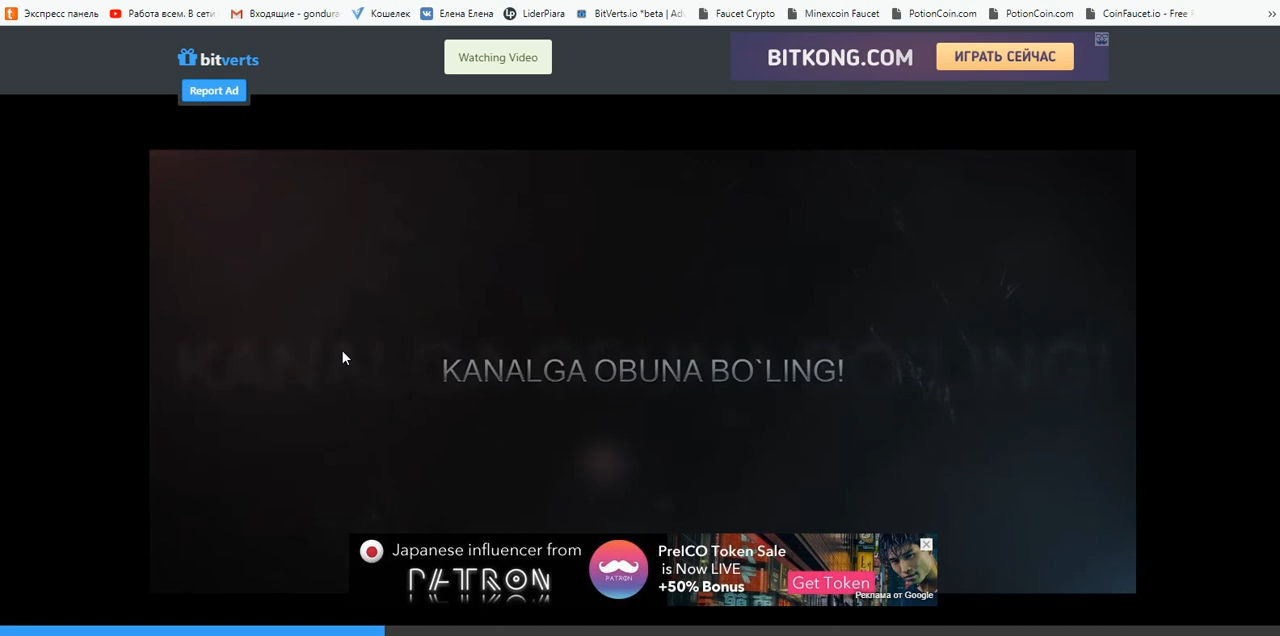 Экспресс панель Работа всем. В сети Входящие - gondura Кошелек Елена Елена LiderPiara BitVerts.io *beta | Adv Faucet Crypto Minexcoin Faucet PotionCoin.com PotionCoin.com CoinFaucet.io - Free »
bitverts
Watching Video
BITKONG.COM ИГРАТЬ СЕЙЧАС
Report Ad
KANALGA OBUNA BO`LING!
Japanese influencer from
PATRON
PATRON
PreICO Token Sale
is Now LIVE
+50% Bonus
Get Token
Реклама от Google